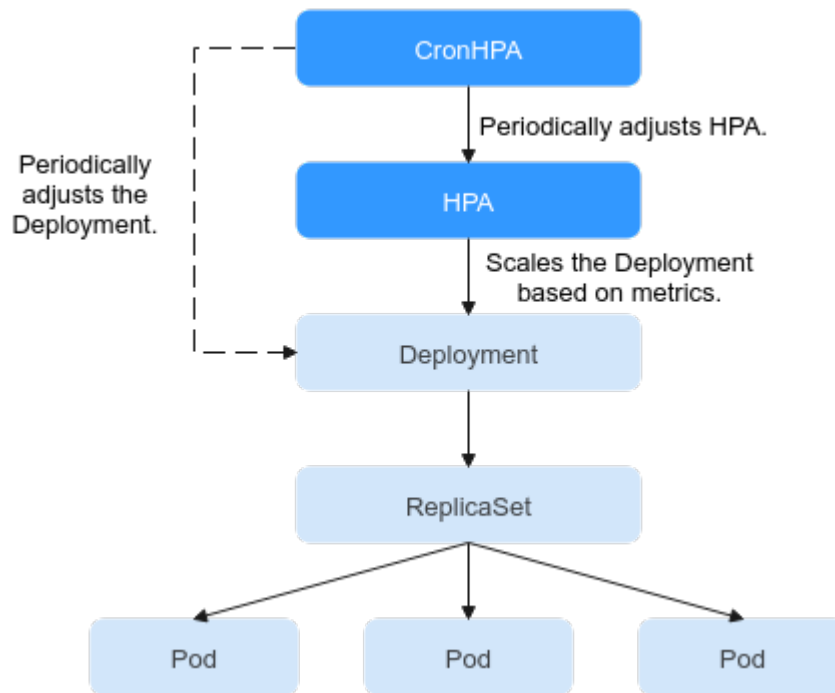 CronHPA
Periodically adjusts HPA.
Periodically
adjusts the
Deployment.
HPA
Scales the Deployment
based on metrics.
Deployment
ReplicaSet
Pod
Pod
Pod